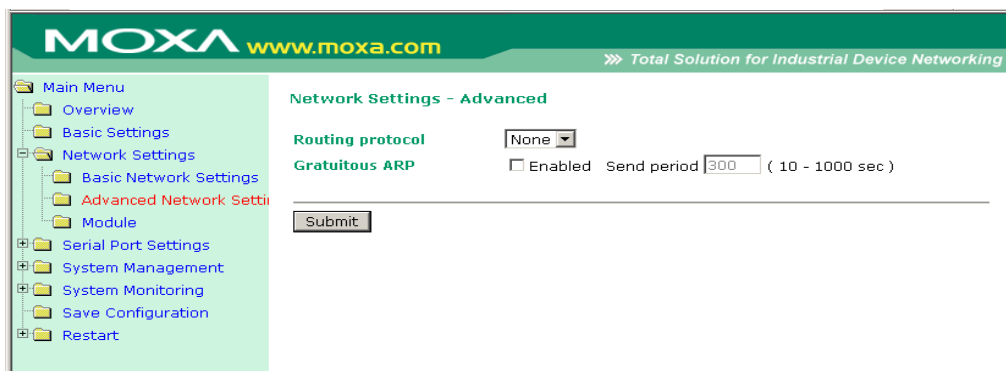 MOXA www.moxa.com
Total Solution for Industrial Device Networking
Main Menu
Overview
Basic Settings
Network Settings
Basic Network Settings
Advanced Network Setti
Module
Serial Port Settings
System Management
System Monitoring
Save Configuration
Restart
Network Settings - Advanced
Routing protocol None
Gratuitous ARP Enabled Send period 300 ( 10 - 1000 sec )
Submit